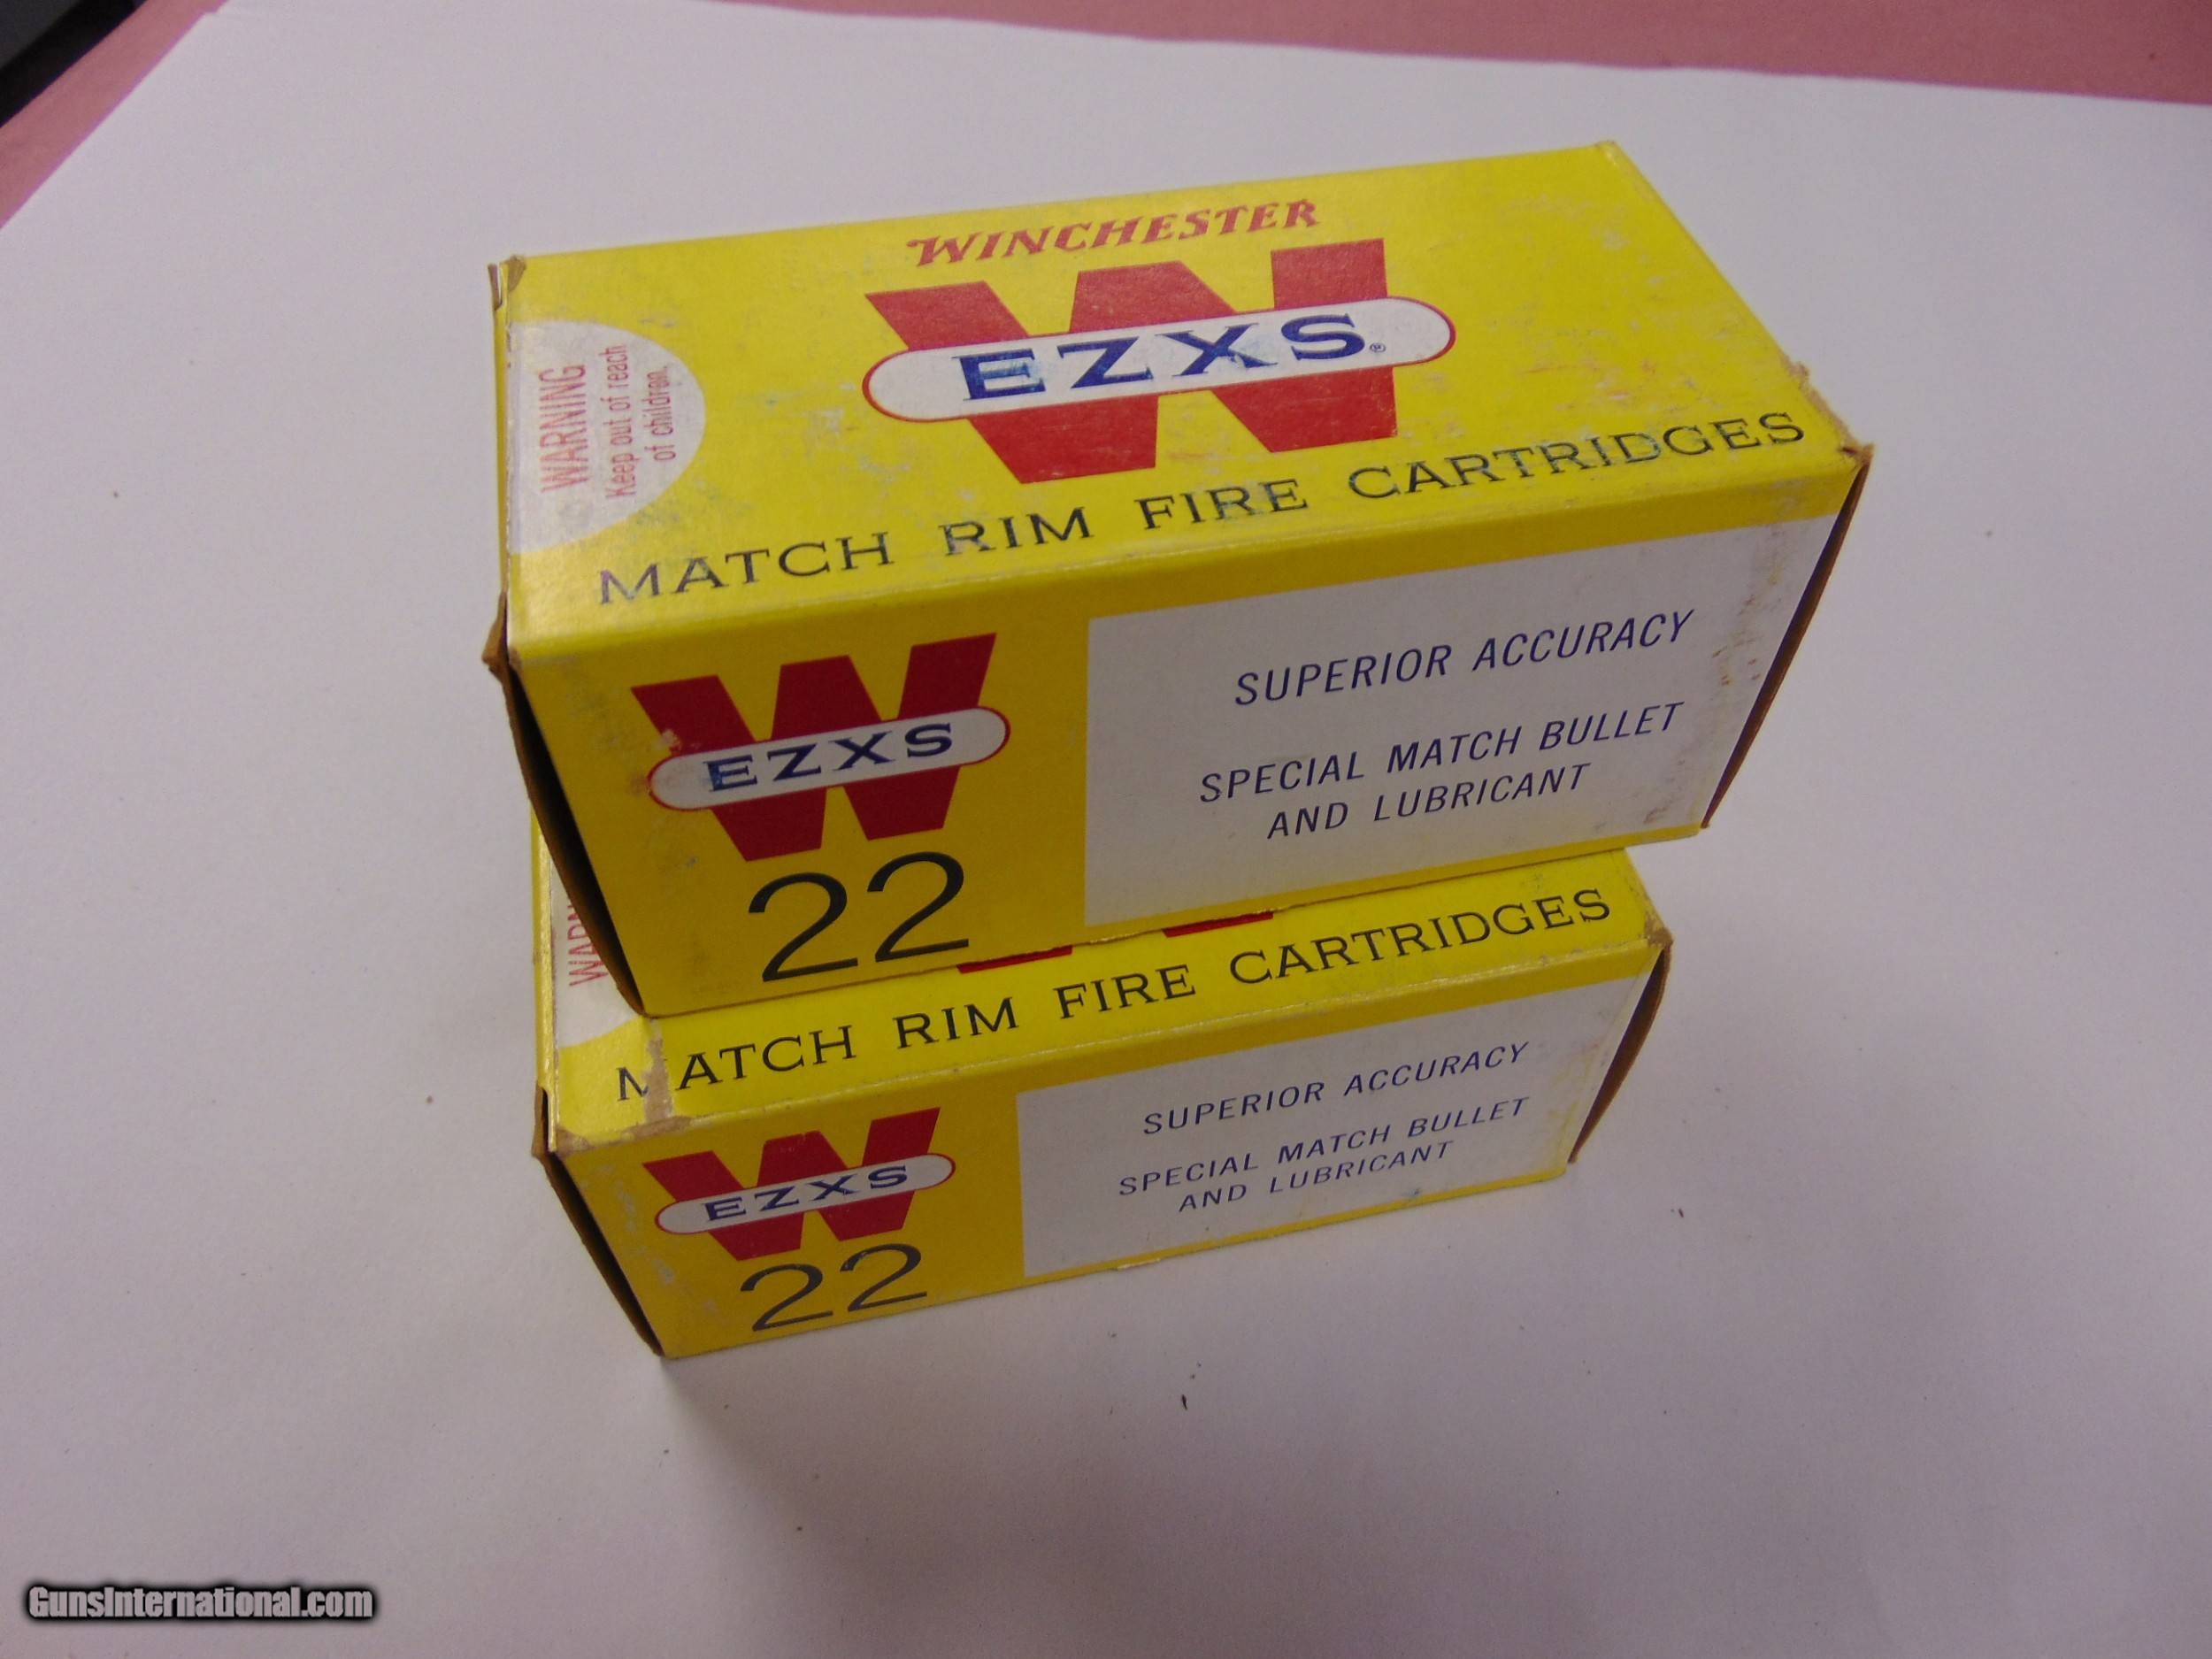 WINCHESTER
W
EZXS®
WARNING
Keep out of reach
of children.
MATCH RIM FIRE CARTRIDGES
W
EZXS
22
SUPERIOR ACCURACY
SPECIAL MATCH BULLET
AND LUBRICANT
MATCH RIM FIRE CARTRIDGES
W
EZXS
22
SUPERIOR ACCURACY
SPECIAL MATCH BULLET
AND LUBRICANT
GunsInternational.com